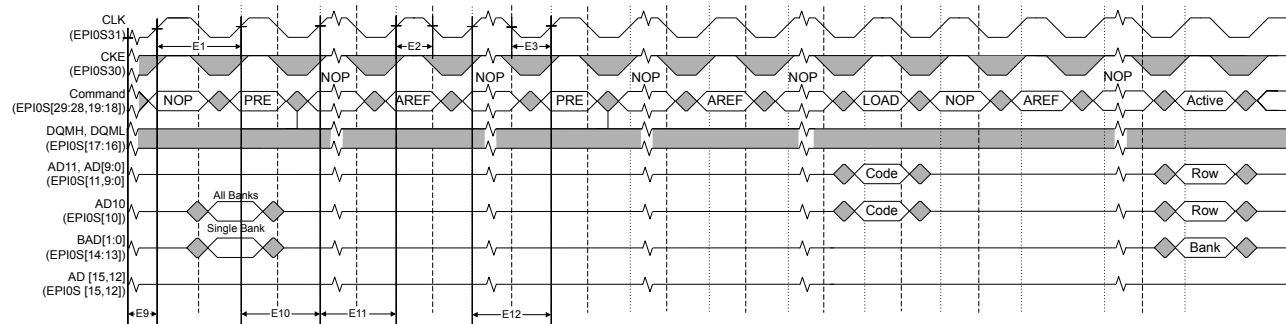 CLK
(EPI0S31)
E1
E2
E3
CKE
(EPI0S30)
NOP
NOP
NOP
NOP
NOP
Command
(EPI0S[29:28,19:18])
NOP
PRE
AREF
PRE
AREF
LOAD
NOP
AREF
Active
DQMH, DQML
(EPI0S[17:16])
AD11, AD[9:0]
(EPI0S[11,9:0]
Code
Row
All Banks
AD10
(EPI0S[10])
Code
Row
Single Bank
BAD[1:0]
(EPI0S[14:13])
Bank
AD [15,12]
(EPI0S [15,12])
E9
E10
E11
E12